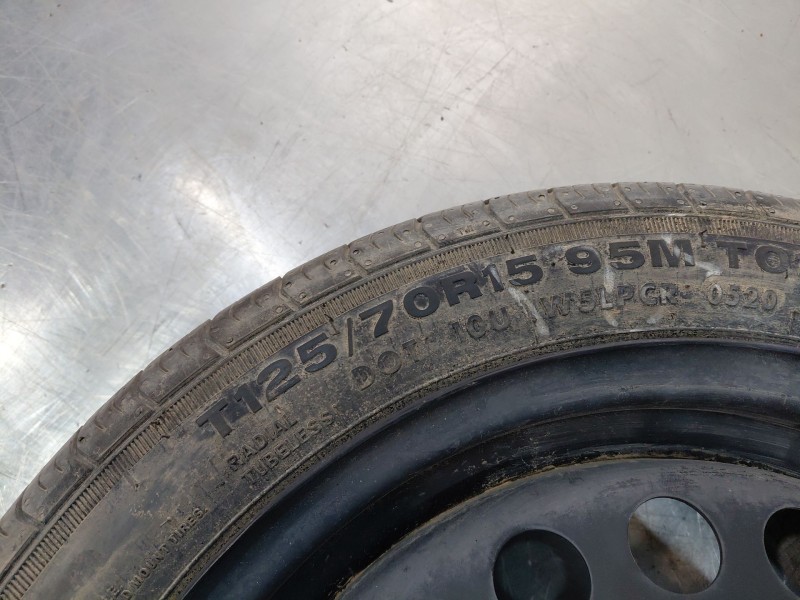 T125/70R15 95M
DOT 1CU W5LPCR 0520
RADIAL
TUBELESS